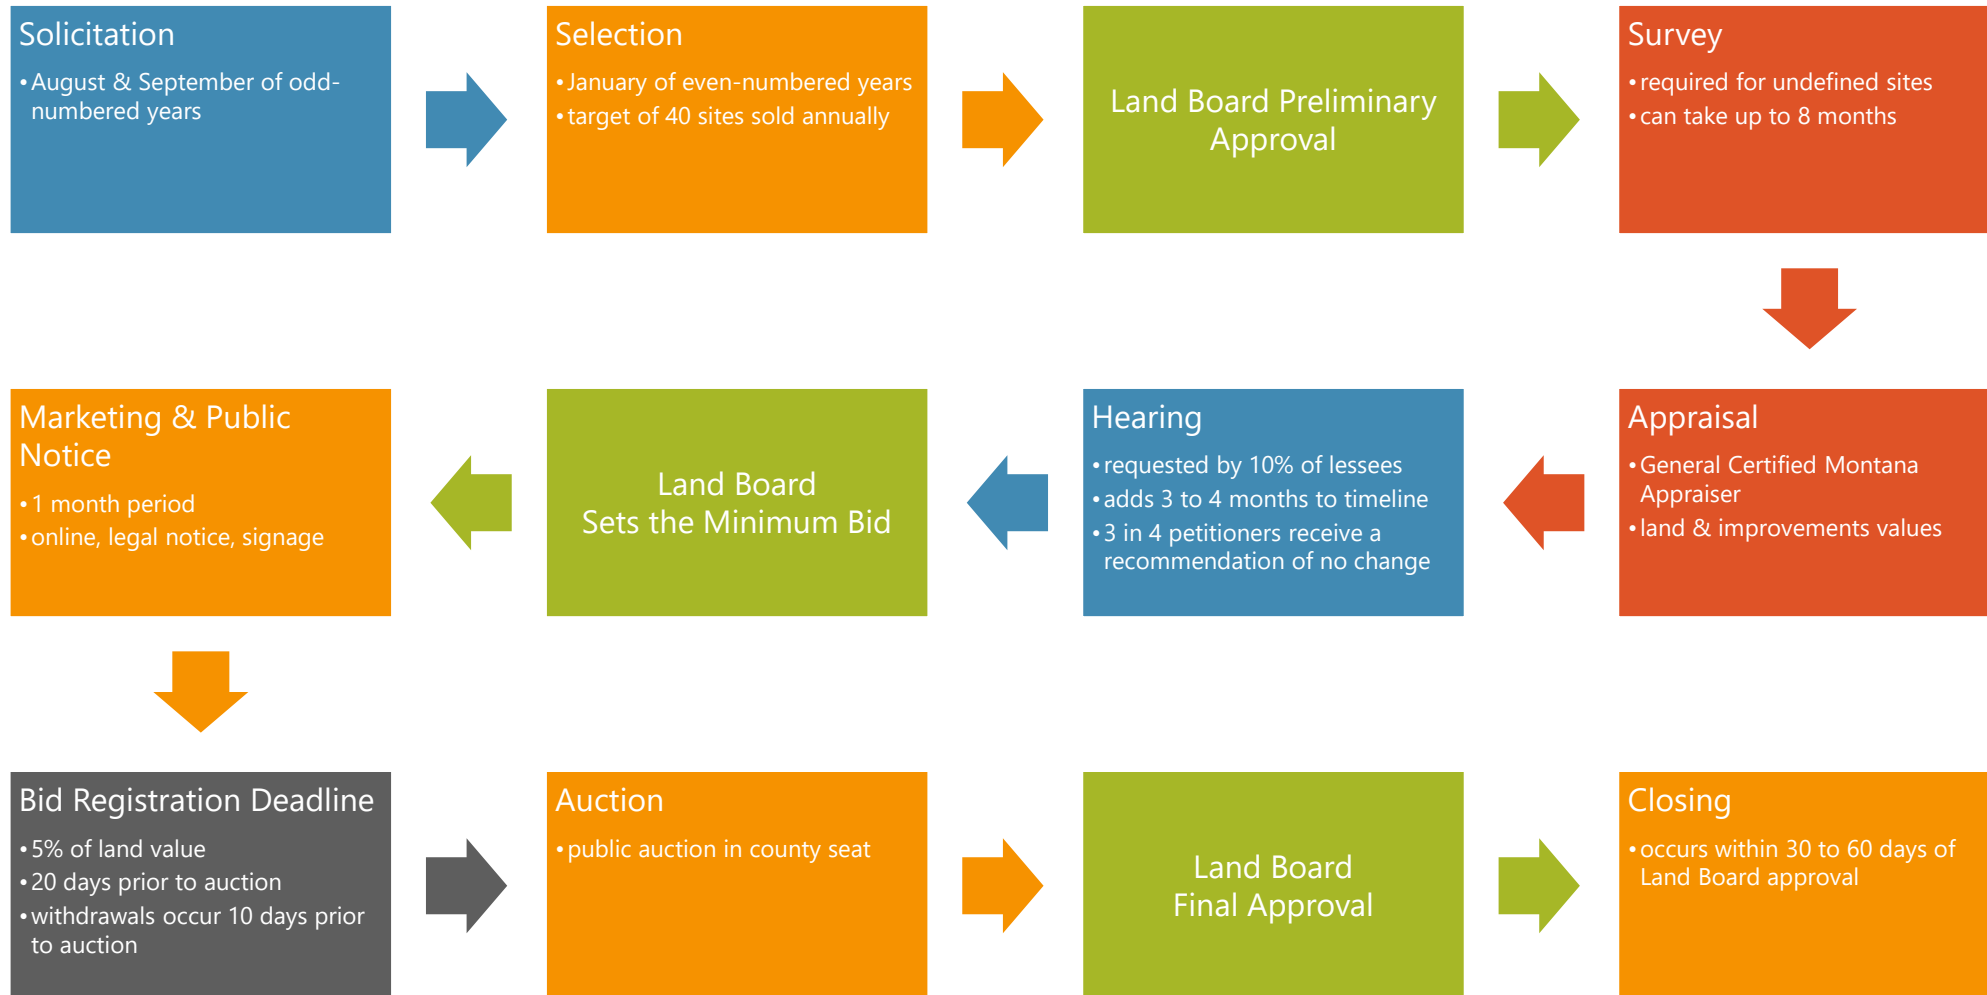 Solicitation
• August & September of odd-
numbered years
Selection
• January of even-numbered years
• target of 40 sites sold annually
Land Board Preliminary
Approval
Survey
• required for undefined sites
• can take up to 8 months
Appraisal
• General Certified Montana
Appraiser
• land & improvements values
Hearing
• requested by 10% of lessees
• adds 3 to 4 months to timeline
• 3 in 4 petitioners receive a
recommendation of no change
Land Board
Sets the Minimum Bid
Marketing & Public
Notice
• 1 month period
• online, legal notice, signage
Bid Registration Deadline
• 5% of land value
• 20 days prior to auction
• withdrawals occur 10 days prior
to auction
Auction
• public auction in county seat
Land Board
Final Approval
Closing
• occurs within 30 to 60 days of
Land Board approval